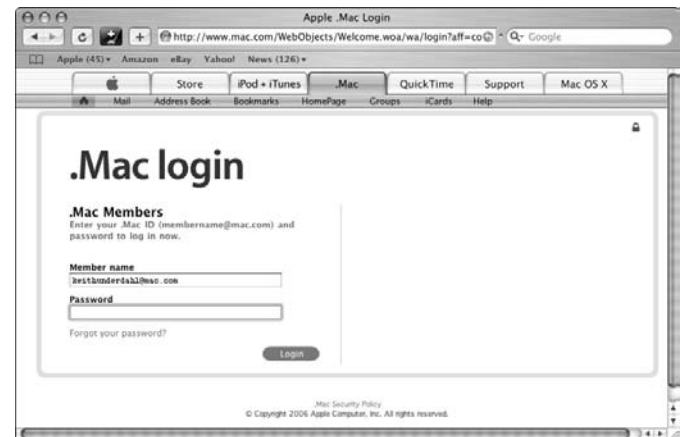 Apple .Mac Login
http://www.mac.com/WebObjects/Welcome.woa/wa/login?aff=co
Google
Apple (45) Amazon eBay Yahoo! News (126)
Store iPod + iTunes .Mac QuickTime Support Mac OS X
Mail Address Book Bookmarks HomePage Groups iCards Help
.Mac login
.Mac Members
Enter your .Mac ID (membername@mac.com) and
password to log in now.
Member name
keithunderdahl@mac.com
Password
Forgot your password?
Login
.Mac Security Policy
© Copyright 2006 Apple Computer, Inc. All rights reserved.